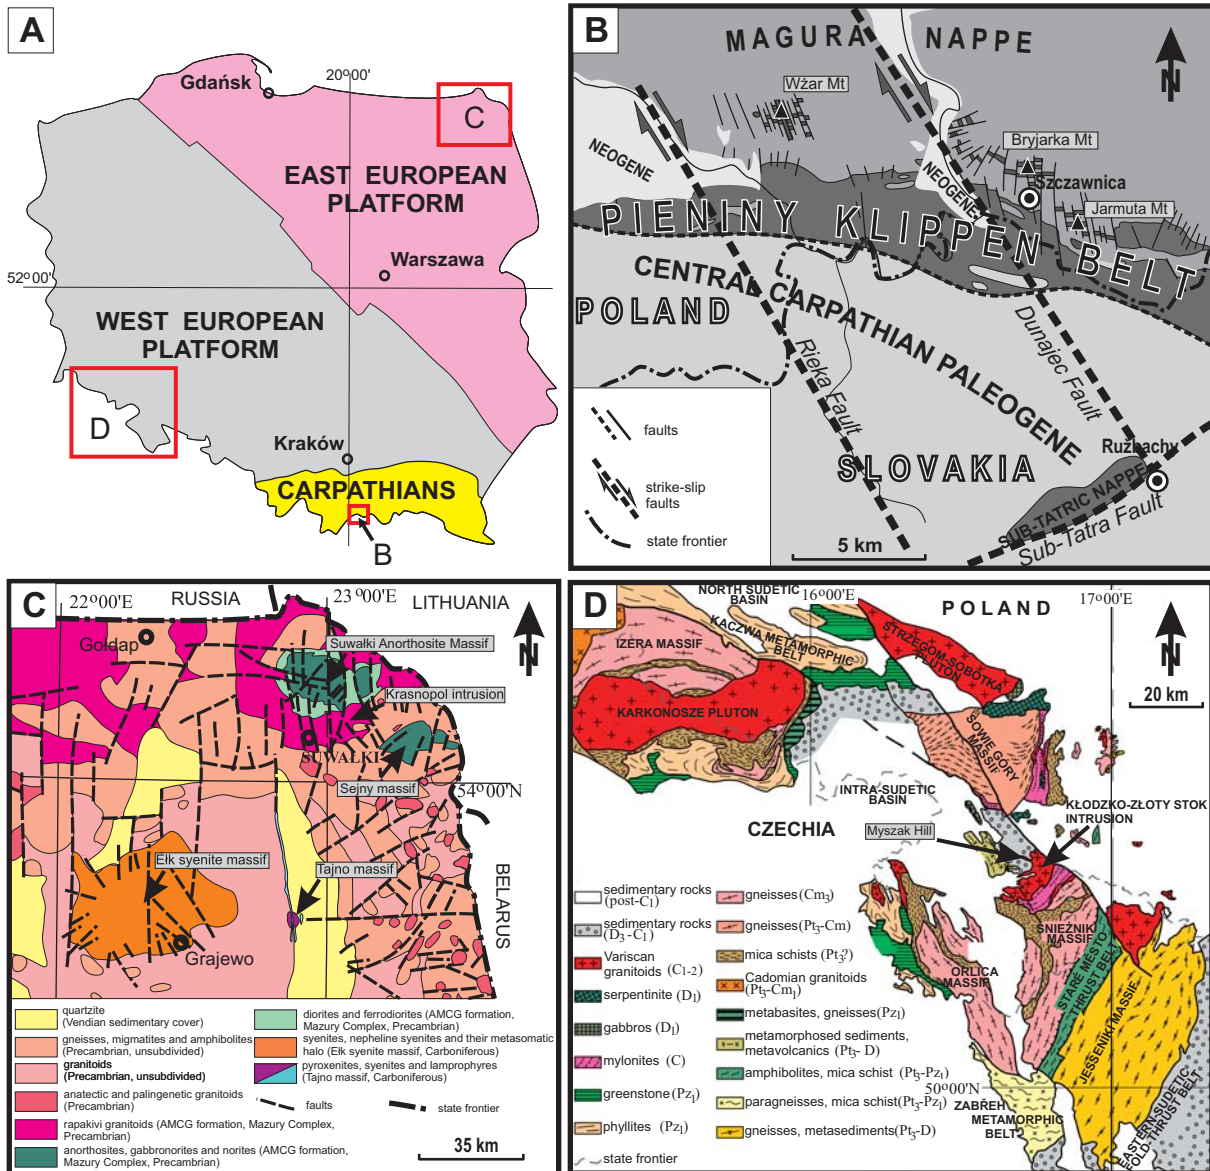 A
Gdańsk
20°00'
C
EAST EUROPEAN
PLATFORM
Warszawa
52°00'
WEST EUROPEAN
PLATFORM
D
Kraków
CARPATHIANS
B
B
MAGURA NAPPE
N
Wżar Mt
Bryjarka Mt
NEOGENE
NEOGENE
Szczawnica
Jarmuta Mt
PIENINY KLIPPEN BELT
CENTRAL CARPATHIAN PALEOGENE
POLAND
Rieka Fault
Dunajec Fault
Ružbachy
SLOVAKIA
SUB-TATRIC NAPPE
Sub-Tatra Fault
faults
strike-slip
faults
state frontier
5 km
C
22°00'E
RUSSIA
23°00'E
LITHUANIA
N
Gołdap
Suwałki Anorthosite Massif
Krasnopol intrusion
SUWAŁKI
Sejny massif
54°00'N
Ełk syenite massif
Tajno massif
BELARUS
Grajewo
quartzite
(Vendian sedimentary cover)
gneisses, migmatites and amphibolites
(Precambrian, unsubdivided)
granitoids
(Precambrian, unsubdivided)
anatectic and palingenetic granitoids
(Precambrian)
rapakivi granitoids (AMCG formation, Mazury Complex,
Precambrian)
anorthosites, gabbronorites and norites (AMCG formation,
Mazury Complex, Precambrian)
diorites and ferrodiorites (AMCG formation,
Mazury Complex, Precambrian)
syenites, nepheline syenites and their metasomatic
halo (Ełk syenite massif, Carboniferous)
pyroxenites, syenites and lamprophyres
(Tajno massif, Carboniferous)
faults
state frontier
35 km
D
NORTH SUDETIC
BASIN
16°00'E
POLAND
17°00'E
N
20 km
IZERA MASSIF
KACZWA METAMORPHIC
BELT
STRZEGOM-SOBÓTKA
PLUTON
KARKONOSZE PLUTON
SOWIE GÓRY
MASSIF
INTRA-SUDETIC
BASIN
CZECHIA
Myszak Hill
KŁODZKO-ZŁOTY STOK
INTRUSION
ŚNIEŻNIK
MASSIF
ORLICA
MASSIF
STARE MĚSTO
THRUST BELT
JESSENIKI MASSIF
50°00'N
ZABŘEH
METAMORPHIC
BELT
EASTERN SUDETIC
FOLD-THRUST BELT
sedimentary rocks
(post-C₁)
sedimentary rocks
(D₃-C₁)
Variscan
granitoids (C₁₋₂)
serpentinite (D₁)
gabbros (D₁)
mylonites (C)
greenstone (Pz₁)
phyllites (Pz₁)
state frontier
gneisses (Cm₃)
gneisses (Pt₃-Cm)
mica schists (Pt₃?)
Cadomian granitoids
(Pt₃-Cm₁)
metabasites, gneisses(Pz₁)
metamorphosed sediments,
metavolcanics (Pt₃- D)
amphibolites, mica schist (Pt₃-Pz₁)
paragneisses, mica schist(Pt₃-Pz₁)
gneisses, metasediments(Pt₃-D)